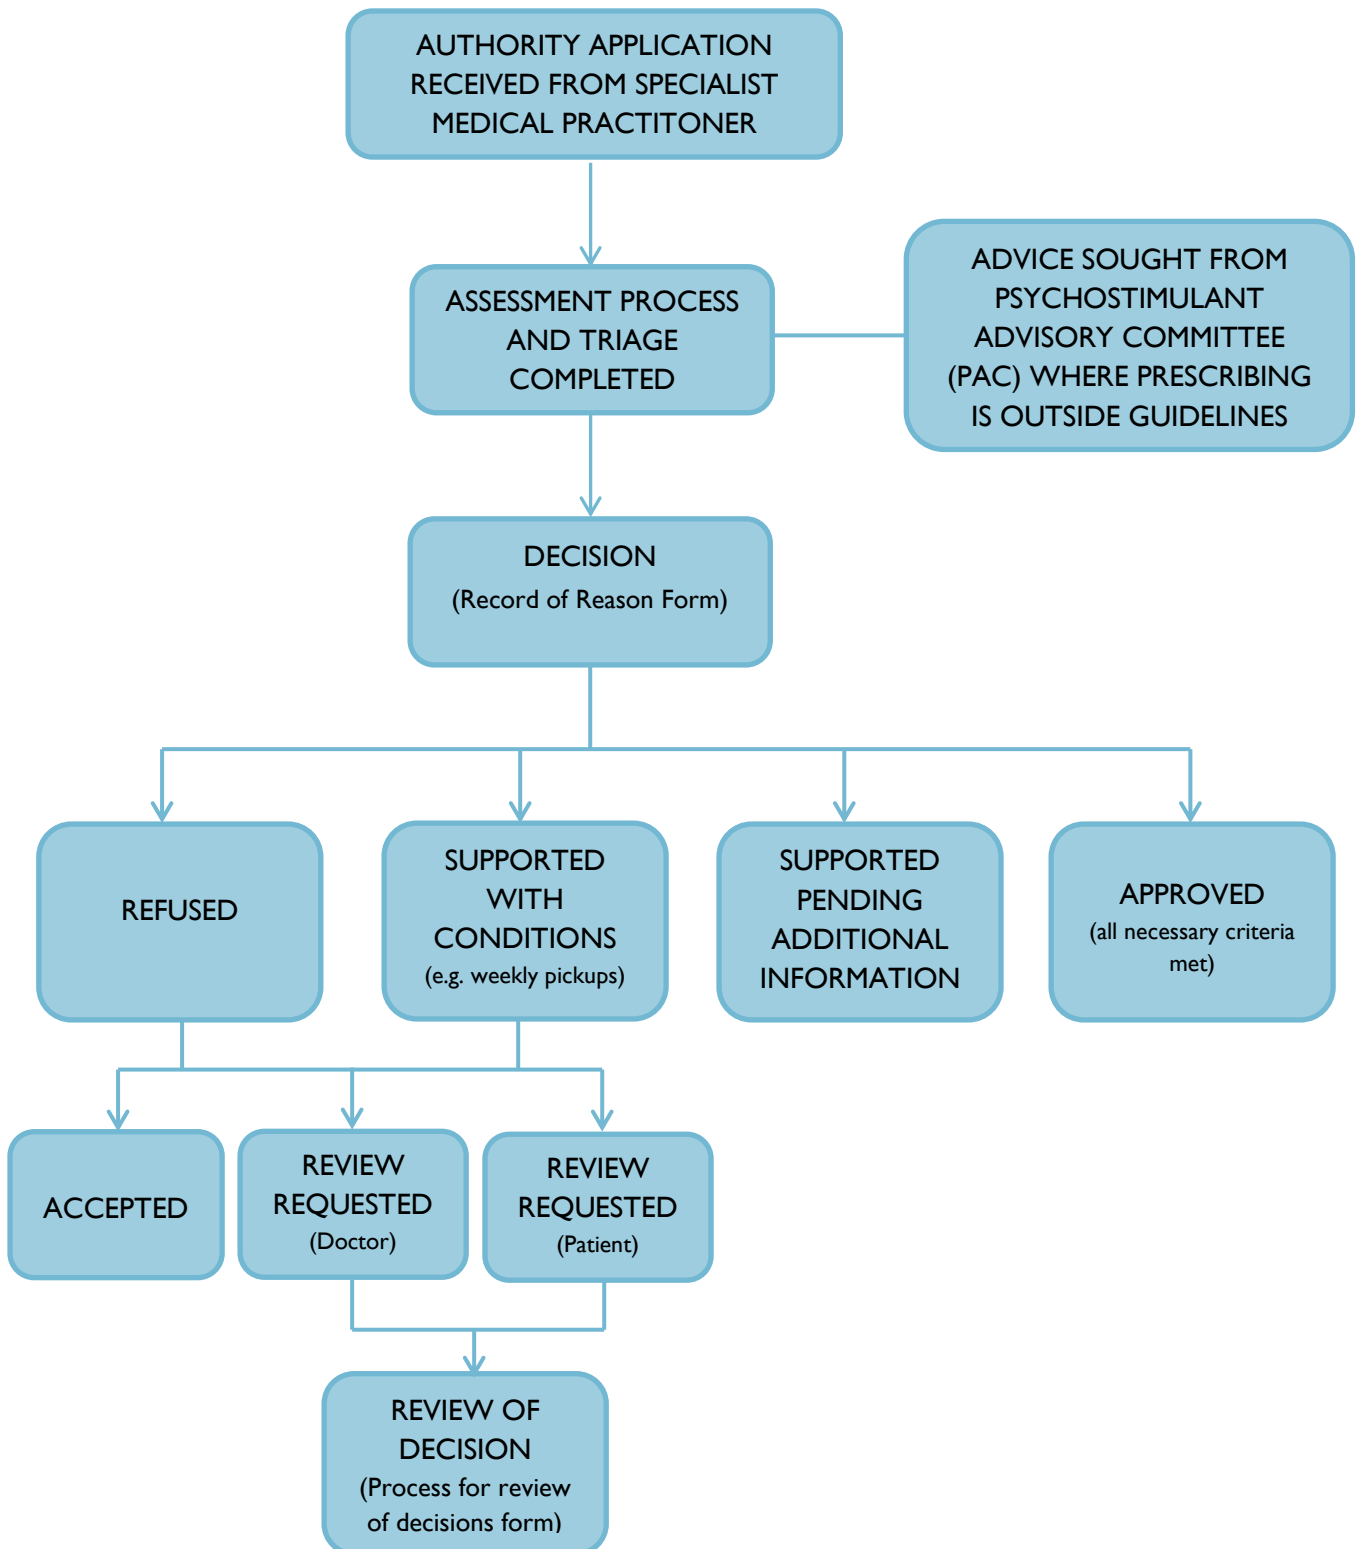 AUTHORITY APPLICATION
RECEIVED FROM SPECIALIST
MEDICAL PRACTITONER
ASSESSMENT PROCESS
AND TRIAGE
COMPLETED
ADVICE SOUGHT FROM
PSYCHOSTIMULANT
ADVISORY COMMITTEE
(PAC) WHERE PRESCRIBING
IS OUTSIDE GUIDELINES
DECISION
(Record of Reason Form)
REFUSED
SUPPORTED
WITH
CONDITIONS
(e.g. weekly pickups)
SUPPORTED
PENDING
ADDITIONAL
INFORMATION
APPROVED
(all necessary criteria
met)
ACCEPTED
REVIEW
REQUESTED
(Doctor)
REVIEW
REQUESTED
(Patient)
REVIEW OF
DECISION
(Process for review
of decisions form)